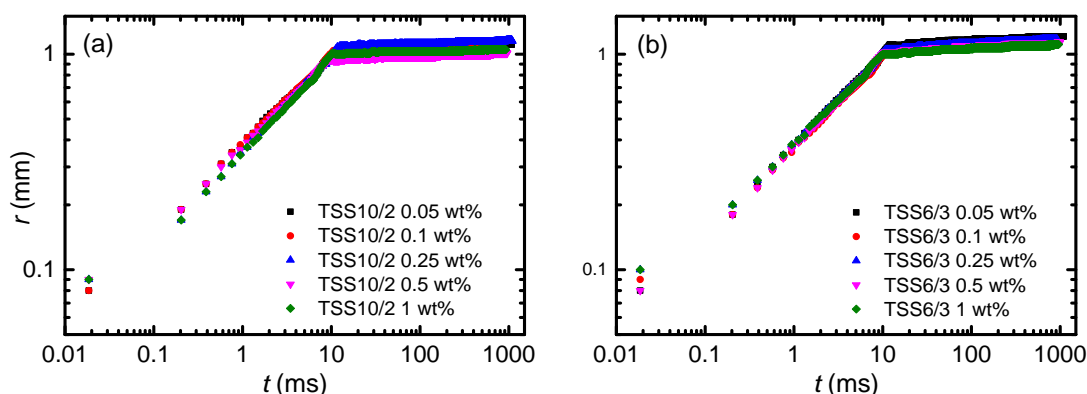 (a)
r (mm)
1
0.1
TSS10/2 0.05 wt%
TSS10/2 0.1 wt%
TSS10/2 0.25 wt%
TSS10/2 0.5 wt%
TSS10/2 1 wt%
0.01 0.1 1 10 100 1000
t (ms)
(b)
1
0.1
TSS6/3 0.05 wt%
TSS6/3 0.1 wt%
TSS6/3 0.25 wt%
TSS6/3 0.5 wt%
TSS6/3 1 wt%
0.01 0.1 1 10 100 1000
t (ms)